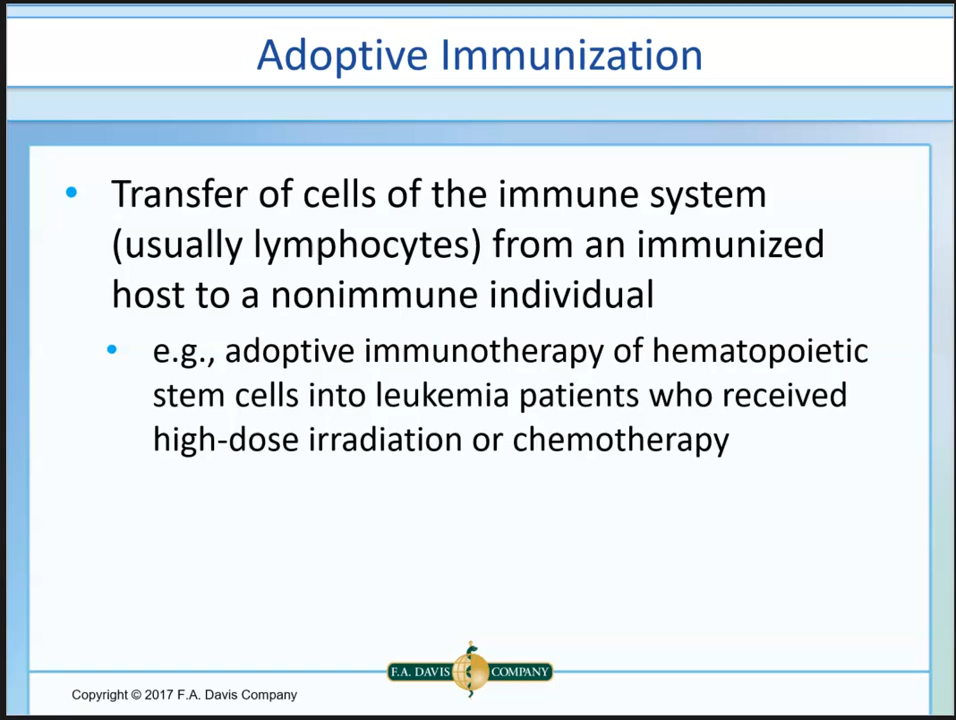 Adoptive Immunization
• Transfer of cells of the immune system
(usually lymphocytes) from an immunized
host to a nonimmune individual
• e.g., adoptive immunotherapy of hematopoietic
stem cells into leukemia patients who received
high-dose irradiation or chemotherapy
F.A. DAVIS COMPANY
Copyright © 2017 F.A. Davis Company